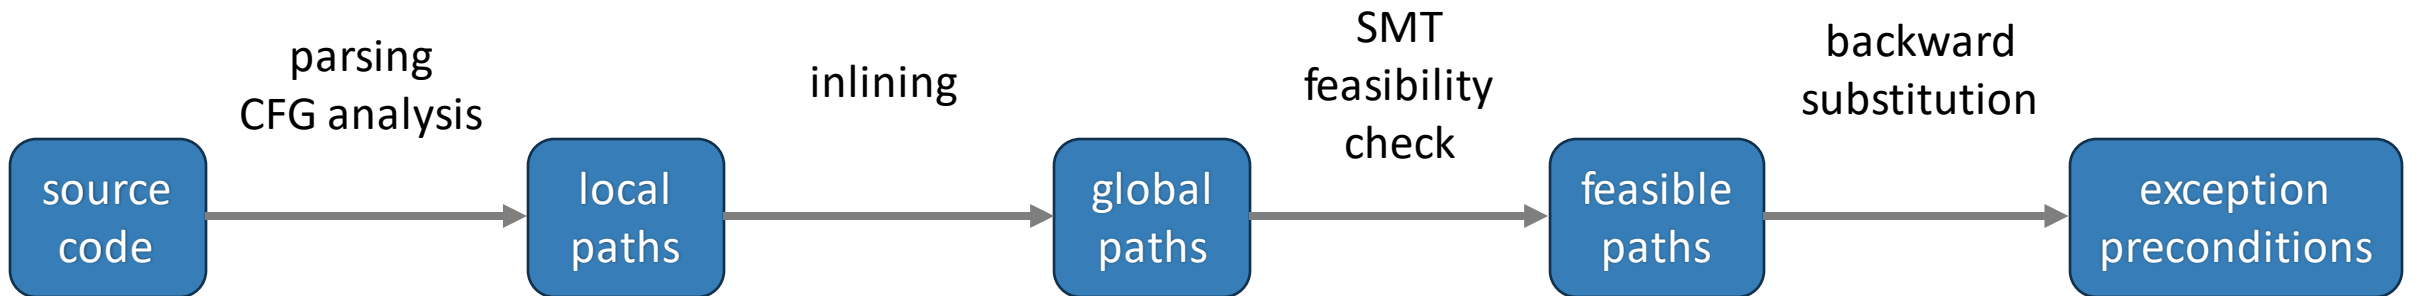 source
code
parsing
CFG analysis
local
paths
inlining
global
paths
SMT
feasibility
check
feasible
paths
backward
substitution
exception
preconditions